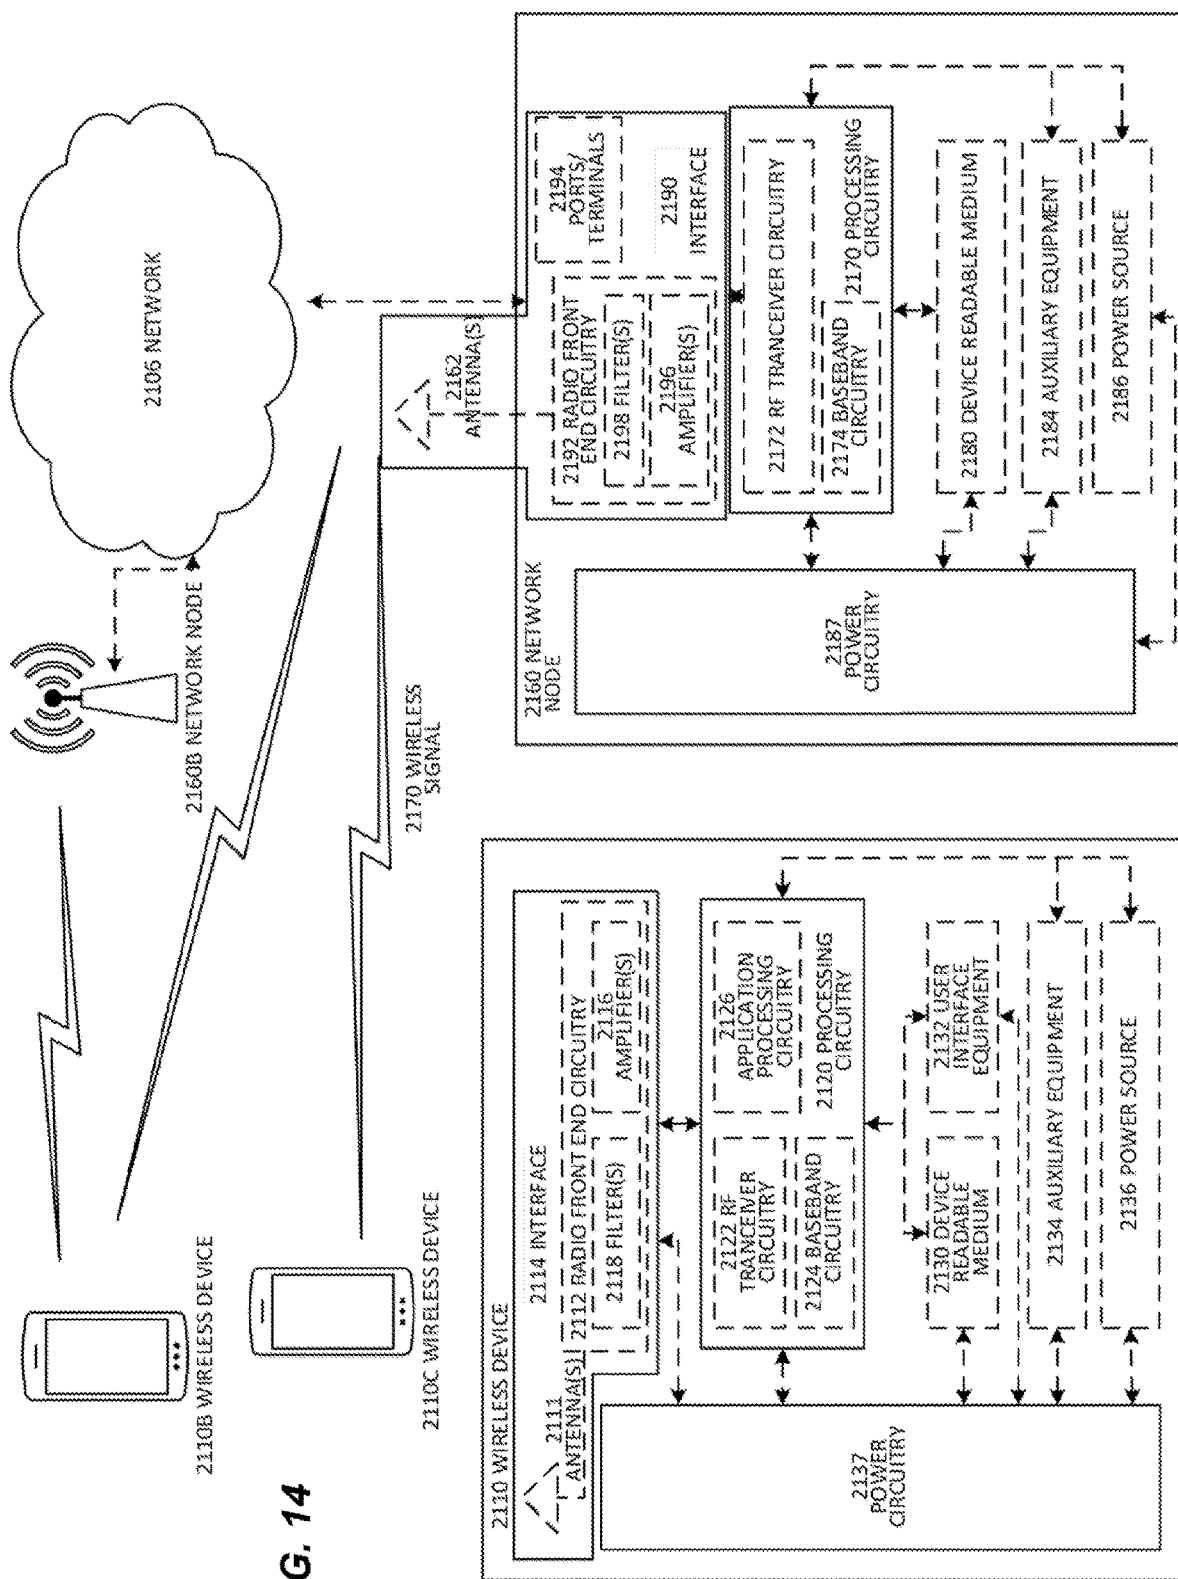 2106 NETWORK
2160B NETWORK NODE
2110B WIRELESS DEVICE
2110C WIRELESS DEVICE
2170 WIRELESS
SIGNAL
G. 14
2110 WIRELESS DEVICE
2111
ANTENNA(S)
2114 INTERFACE
2112 RADIO FRONT END CIRCUITRY
2118 FILTER(S)
2116
AMPLIFIER(S)
2122 RF
TRANCEIVER
CIRCUITRY
2124 BASEBAND
CIRCUITRY
2126
APPLICATION
PROCESSING
CIRCUITRY
2120 PROCESSING
CIRCUITRY
2130 DEVICE
READABLE
MEDIUM
2132 USER
INTERFACE
EQUIPMENT
2134 AUXILIARY EQUIPMENT
2136 POWER SOURCE
2137
POWER
CIRCUITRY
2160 NETWORK
NODE
2162
ANTENNA(S)
2192 RADIO FRONT
END CIRCUITRY
2198 FILTER(S)
2196
AMPLIFIER(S)
2194
PORTS/
TERMINALS
2190
INTERFACE
2172 RF TRANCEIVER CIRCUITRY
2174 BASEBAND
CIRCUITRY
2170 PROCESSING
CIRCUITRY
2180 DEVICE READABLE MEDIUM
2184 AUXILIARY EQUIPMENT
2186 POWER SOURCE
2187
POWER
CIRCUITRY